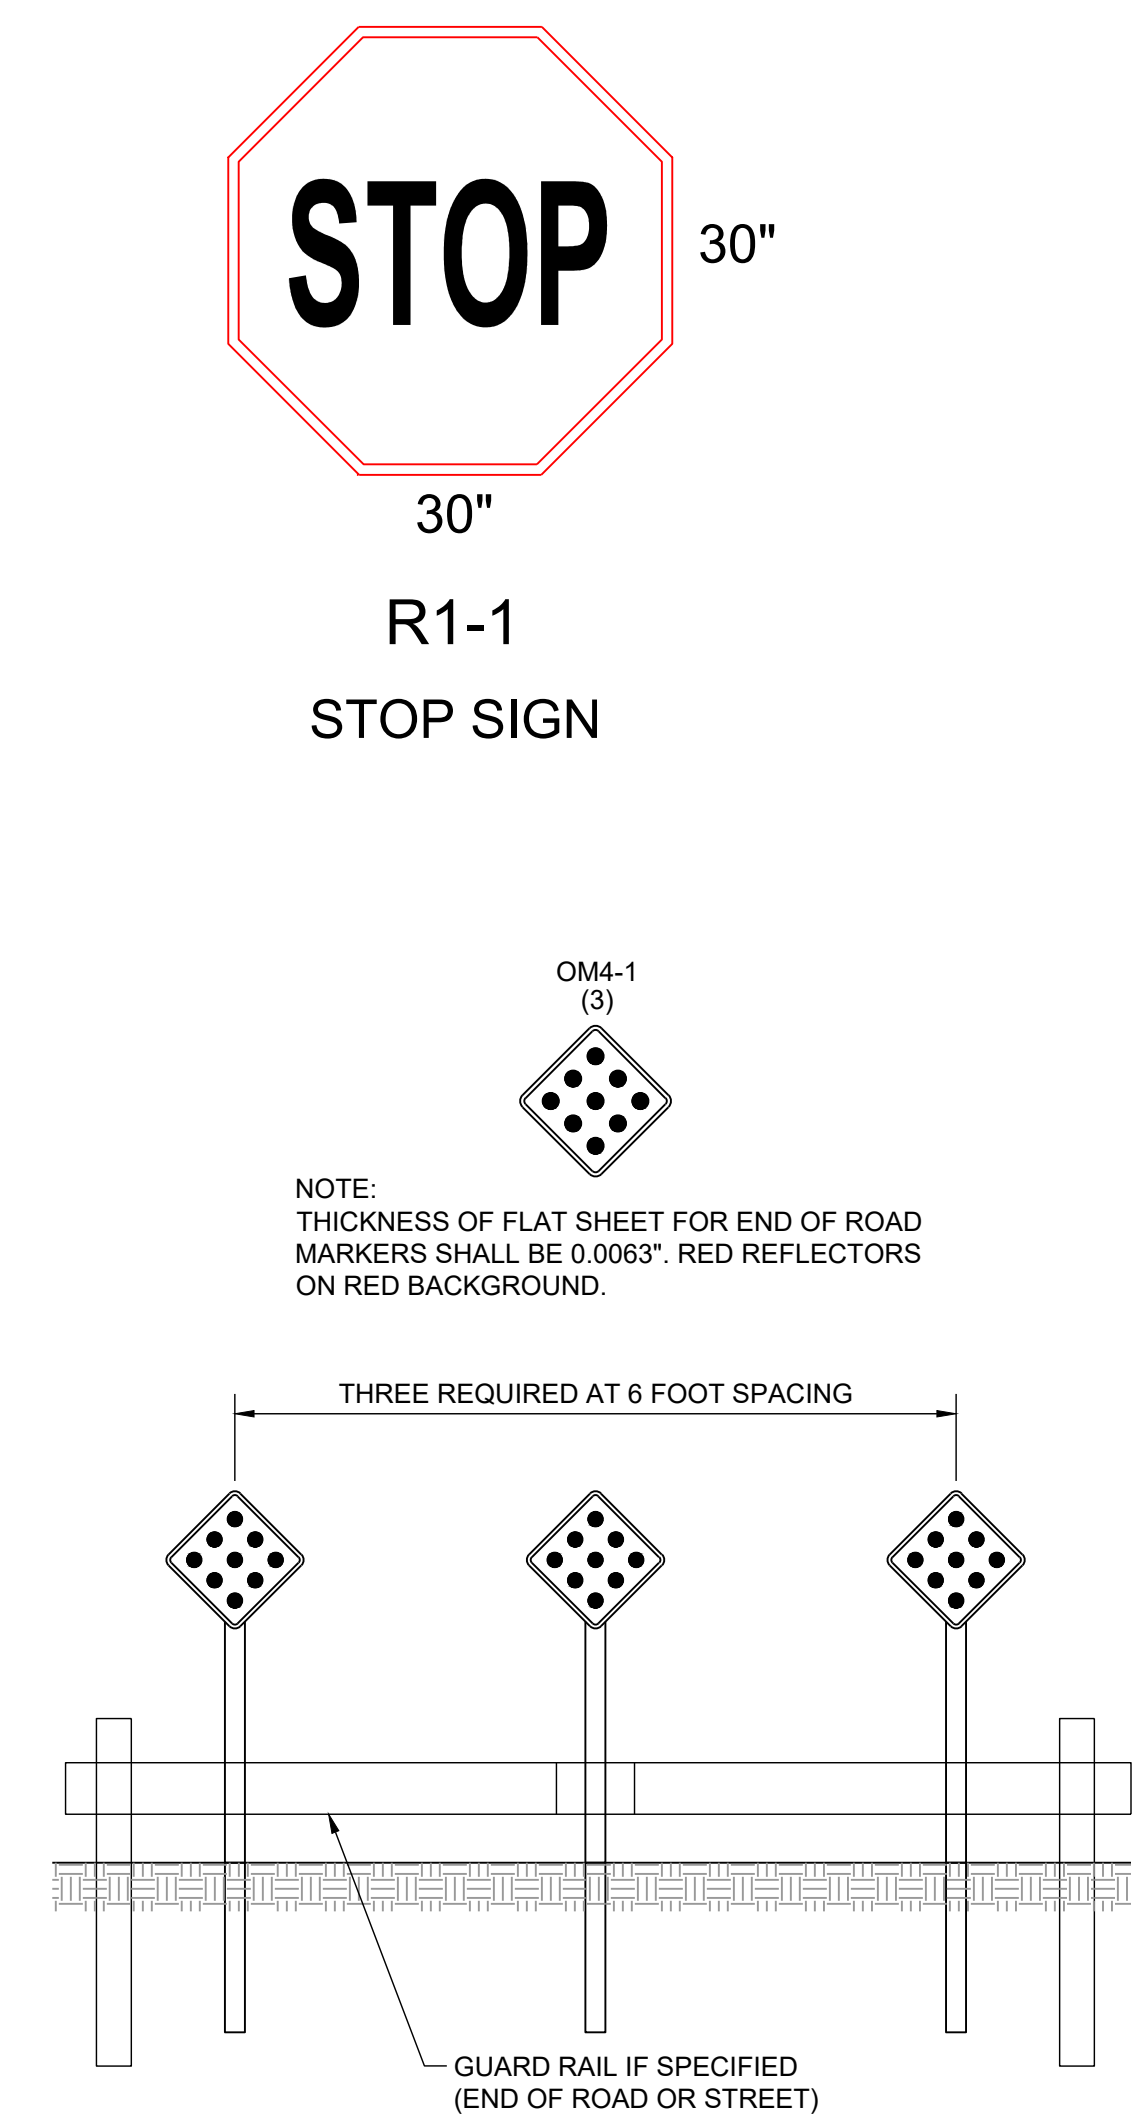 STOP
30"
30"
R1-1
STOP SIGN
OM4-1
(3)
NOTE:
THICKNESS OF FLAT SHEET FOR END OF ROAD
MARKERS SHALL BE 0.0063". RED REFLECTORS
ON RED BACKGROUND.
THREE REQUIRED AT 6 FOOT SPACING
GUARD RAIL IF SPECIFIED
(END OF ROAD OR STREET)